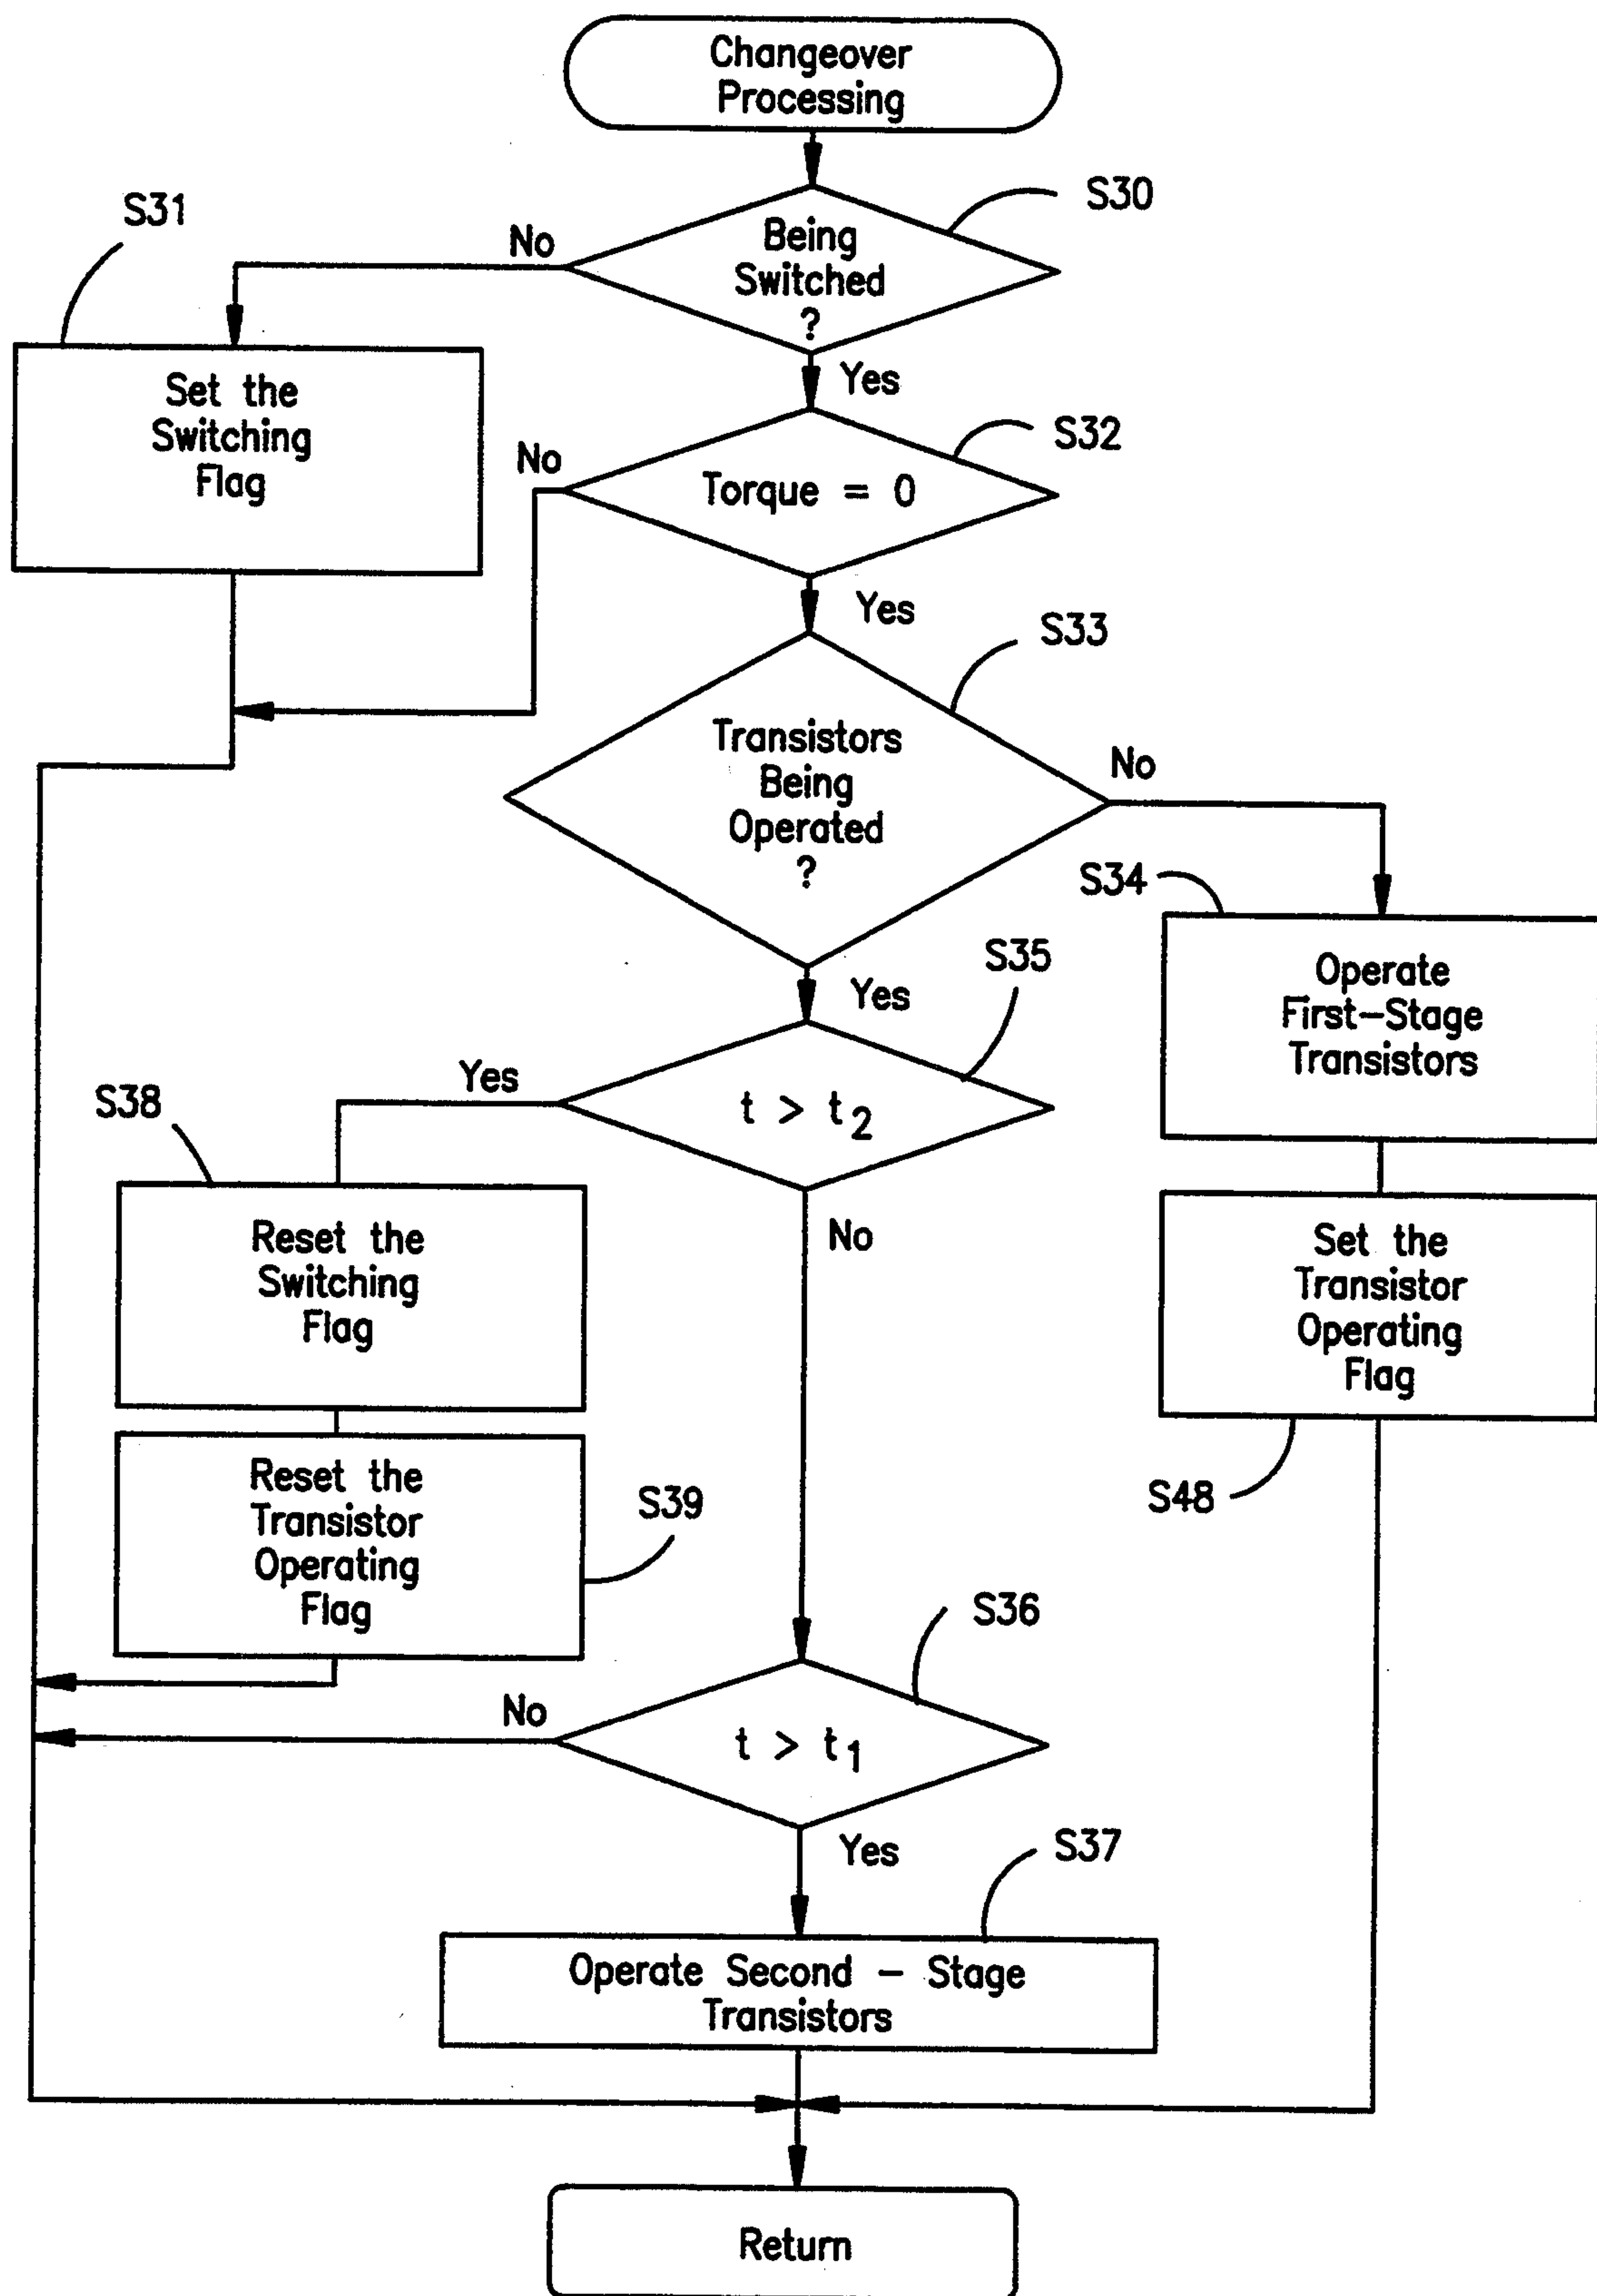 Changeover
Processing
S30
S31
No
Being
Switched
?
Yes
Set the
Switching
Flag
S32
No
Torque = 0
Yes
S33
Transistors
Being
Operated
?
No
S34
Operate
First-Stage
Transistors
S35
Yes
Yes
S38
t > t2
No
Reset the
Switching
Flag
Set the
Transistor
Operating
Flag
Reset the
Transistor
Operating
Flag
S39
S48
S36
No
t > t1
Yes
S37
Operate Second - Stage
Transistors
Return